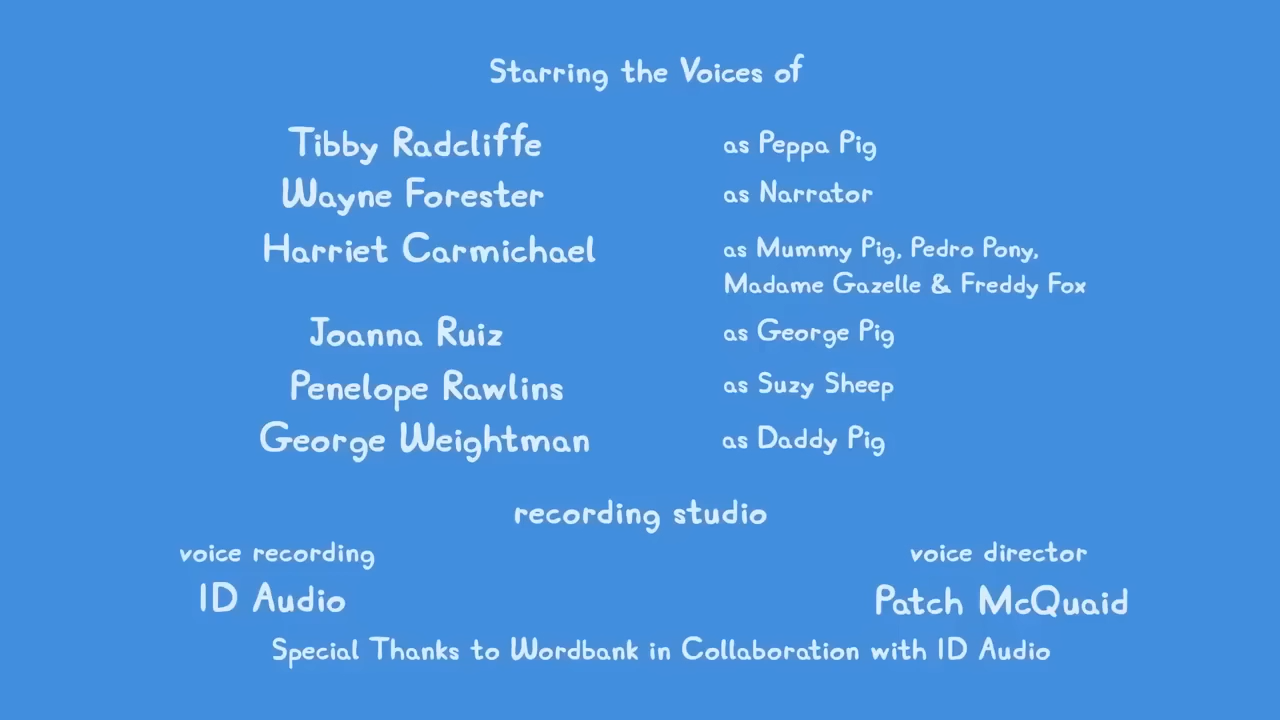 Starring the Voices of
Tibby Radcliffe as Peppa Pig
Wayne Forester as Narrator
Harriet Carmichael as Mummy Pig, Pedro Pony,
Madame Gazelle & Freddy Fox
Joanna Ruiz as George Pig
Penelope Rawlins as Suzy Sheep
George Weightman as Daddy Pig
recording studio
voice recording voice director
ID Audio Patch McQuaid
Special Thanks to Wordbank in Collaboration with ID Audio